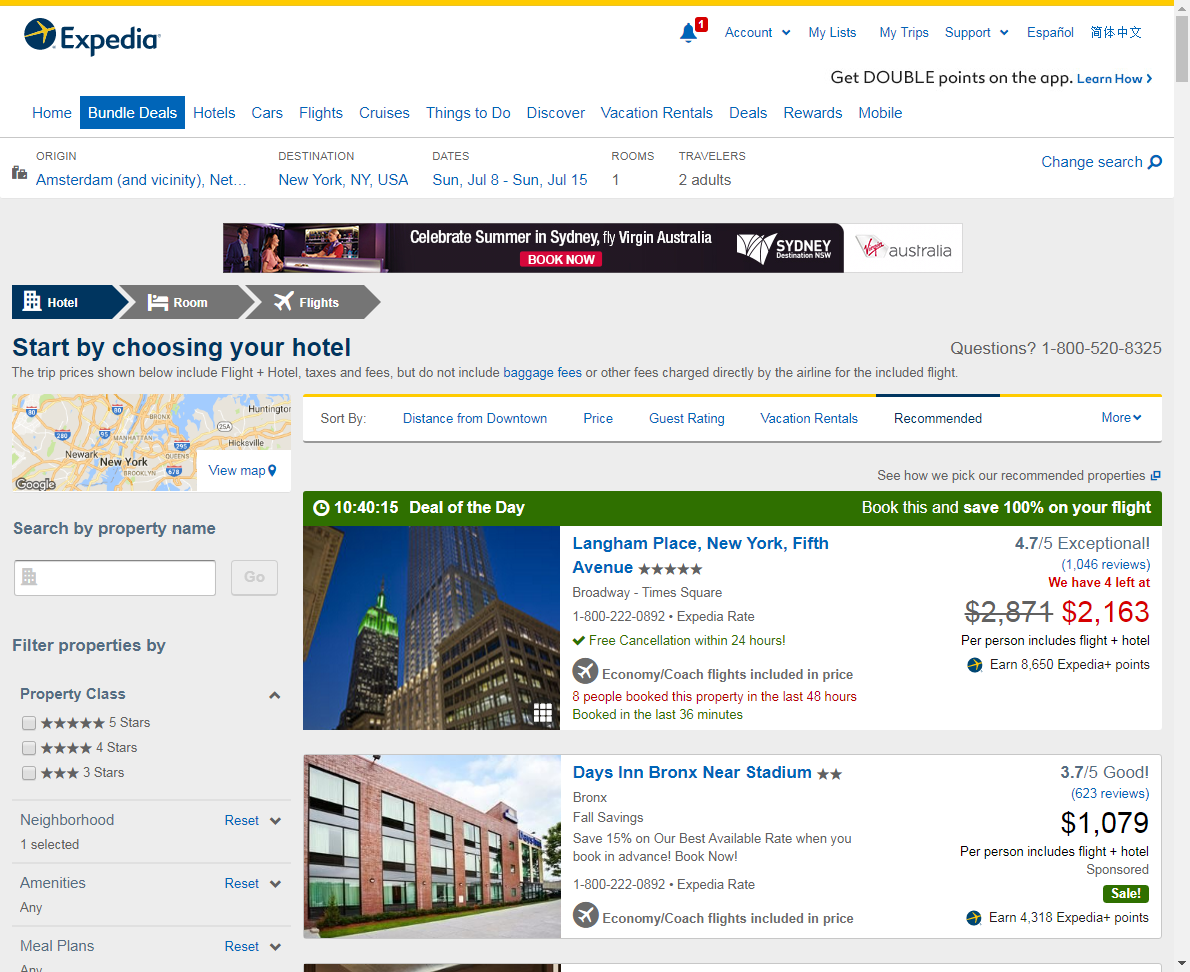 Expedia
1
Account
My Lists
My Trips
Support
Español
简体中文
Get DOUBLE points on the app. Learn How
Home
Bundle Deals
Hotels
Cars
Flights
Cruises
Things to Do
Discover
Vacation Rentals
Deals
Rewards
Mobile
ORIGIN
Amsterdam (and vicinity), Net...
DESTINATION
New York, NY, USA
DATES
Sun, Jul 8 - Sun, Jul 15
ROOMS
1
TRAVELERS
2 adults
Change search
Celebrate Summer in Sydney, fly Virgin Australia
BOOK NOW
SYDNEY
Destination NSW
Virgin australia
Hotel
Room
Flights
Start by choosing your hotel
Questions? 1-800-520-8325
The trip prices shown below include Flight + Hotel, taxes and fees, but do not include baggage fees or other fees charged directly by the airline for the included flight.
80
80
BRONX
Huntington
25A
280
95
MANHATTAN
Hicksville
295
Newark
QUEENS
New York
BROOKLYN
678
Google
View map
Sort By:
Distance from Downtown
Price
Guest Rating
Vacation Rentals
Recommended
More
See how we pick our recommended properties
Search by property name
Go
Filter properties by
Property Class
5 Stars
4 Stars
3 Stars
Neighborhood
Reset
1 selected
Amenities
Reset
Any
Meal Plans
Reset
Any
10:40:15 Deal of the Day
Book this and save 100% on your flight
Langham Place, New York, Fifth
Avenue
Broadway - Times Square
1-800-222-0892 • Expedia Rate
Free Cancellation within 24 hours!
Economy/Coach flights included in price
8 people booked this property in the last 48 hours
Booked in the last 36 minutes
4.7/5 Exceptional!
(1,046 reviews)
We have 4 left at
$2,871 $2,163
Per person includes flight + hotel
Earn 8,650 Expedia+ points
Days Inn
Days Inn Bronx Near Stadium
Bronx
Fall Savings
Save 15% on Our Best Available Rate when you
book in advance! Book Now!
1-800-222-0892 • Expedia Rate
Economy/Coach flights included in price
3.7/5 Good!
(623 reviews)
$1,079
Per person includes flight + hotel
Sponsored
Sale!
Earn 4,318 Expedia+ points